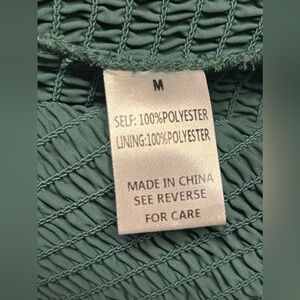 M
SELF: 100%POLYESTER
LINING:100%POLYESTER
MADE IN CHINA
SEE REVERSE
FOR CARE